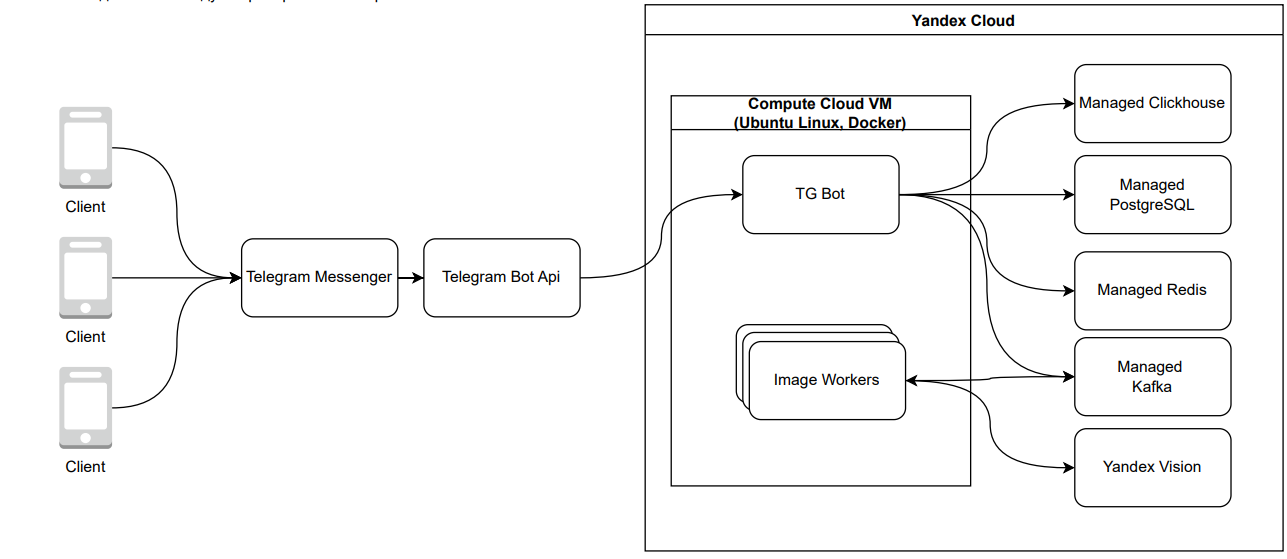 Yandex Cloud
Compute Cloud VM
(Ubuntu Linux, Docker)
Managed Clickhouse
TG Bot
Managed
PostgreSQL
Client
Telegram Messenger
Telegram Bot Api
Managed Redis
Client
Image Workers
Managed
Kafka
Client
Yandex Vision